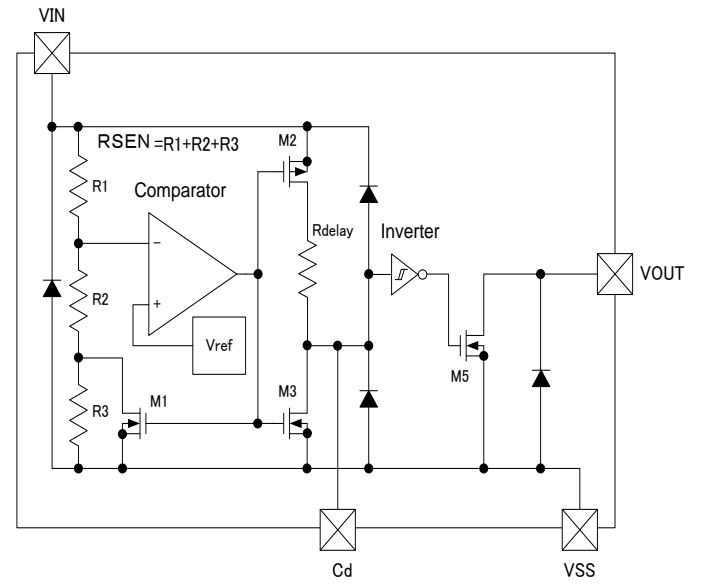 VIN
RSEN =R1+R2+R3
M2
R1
Comparator
Rdelay
Inverter
−
VOUT
R2
+
Vref
M5
M1
M3
R3
Cd
VSS